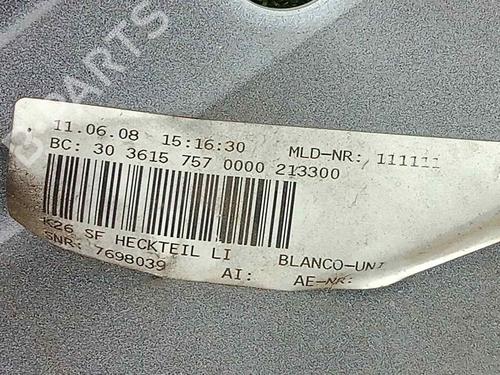 B PARTS
11.06.08 15:16:30 MLD-NR: 111111
BC: 30 3615 757 0000 213300
K26 SF HECKTEIL LI BLANCO-UNI
SNR: 7698039 AI: AE-NR: